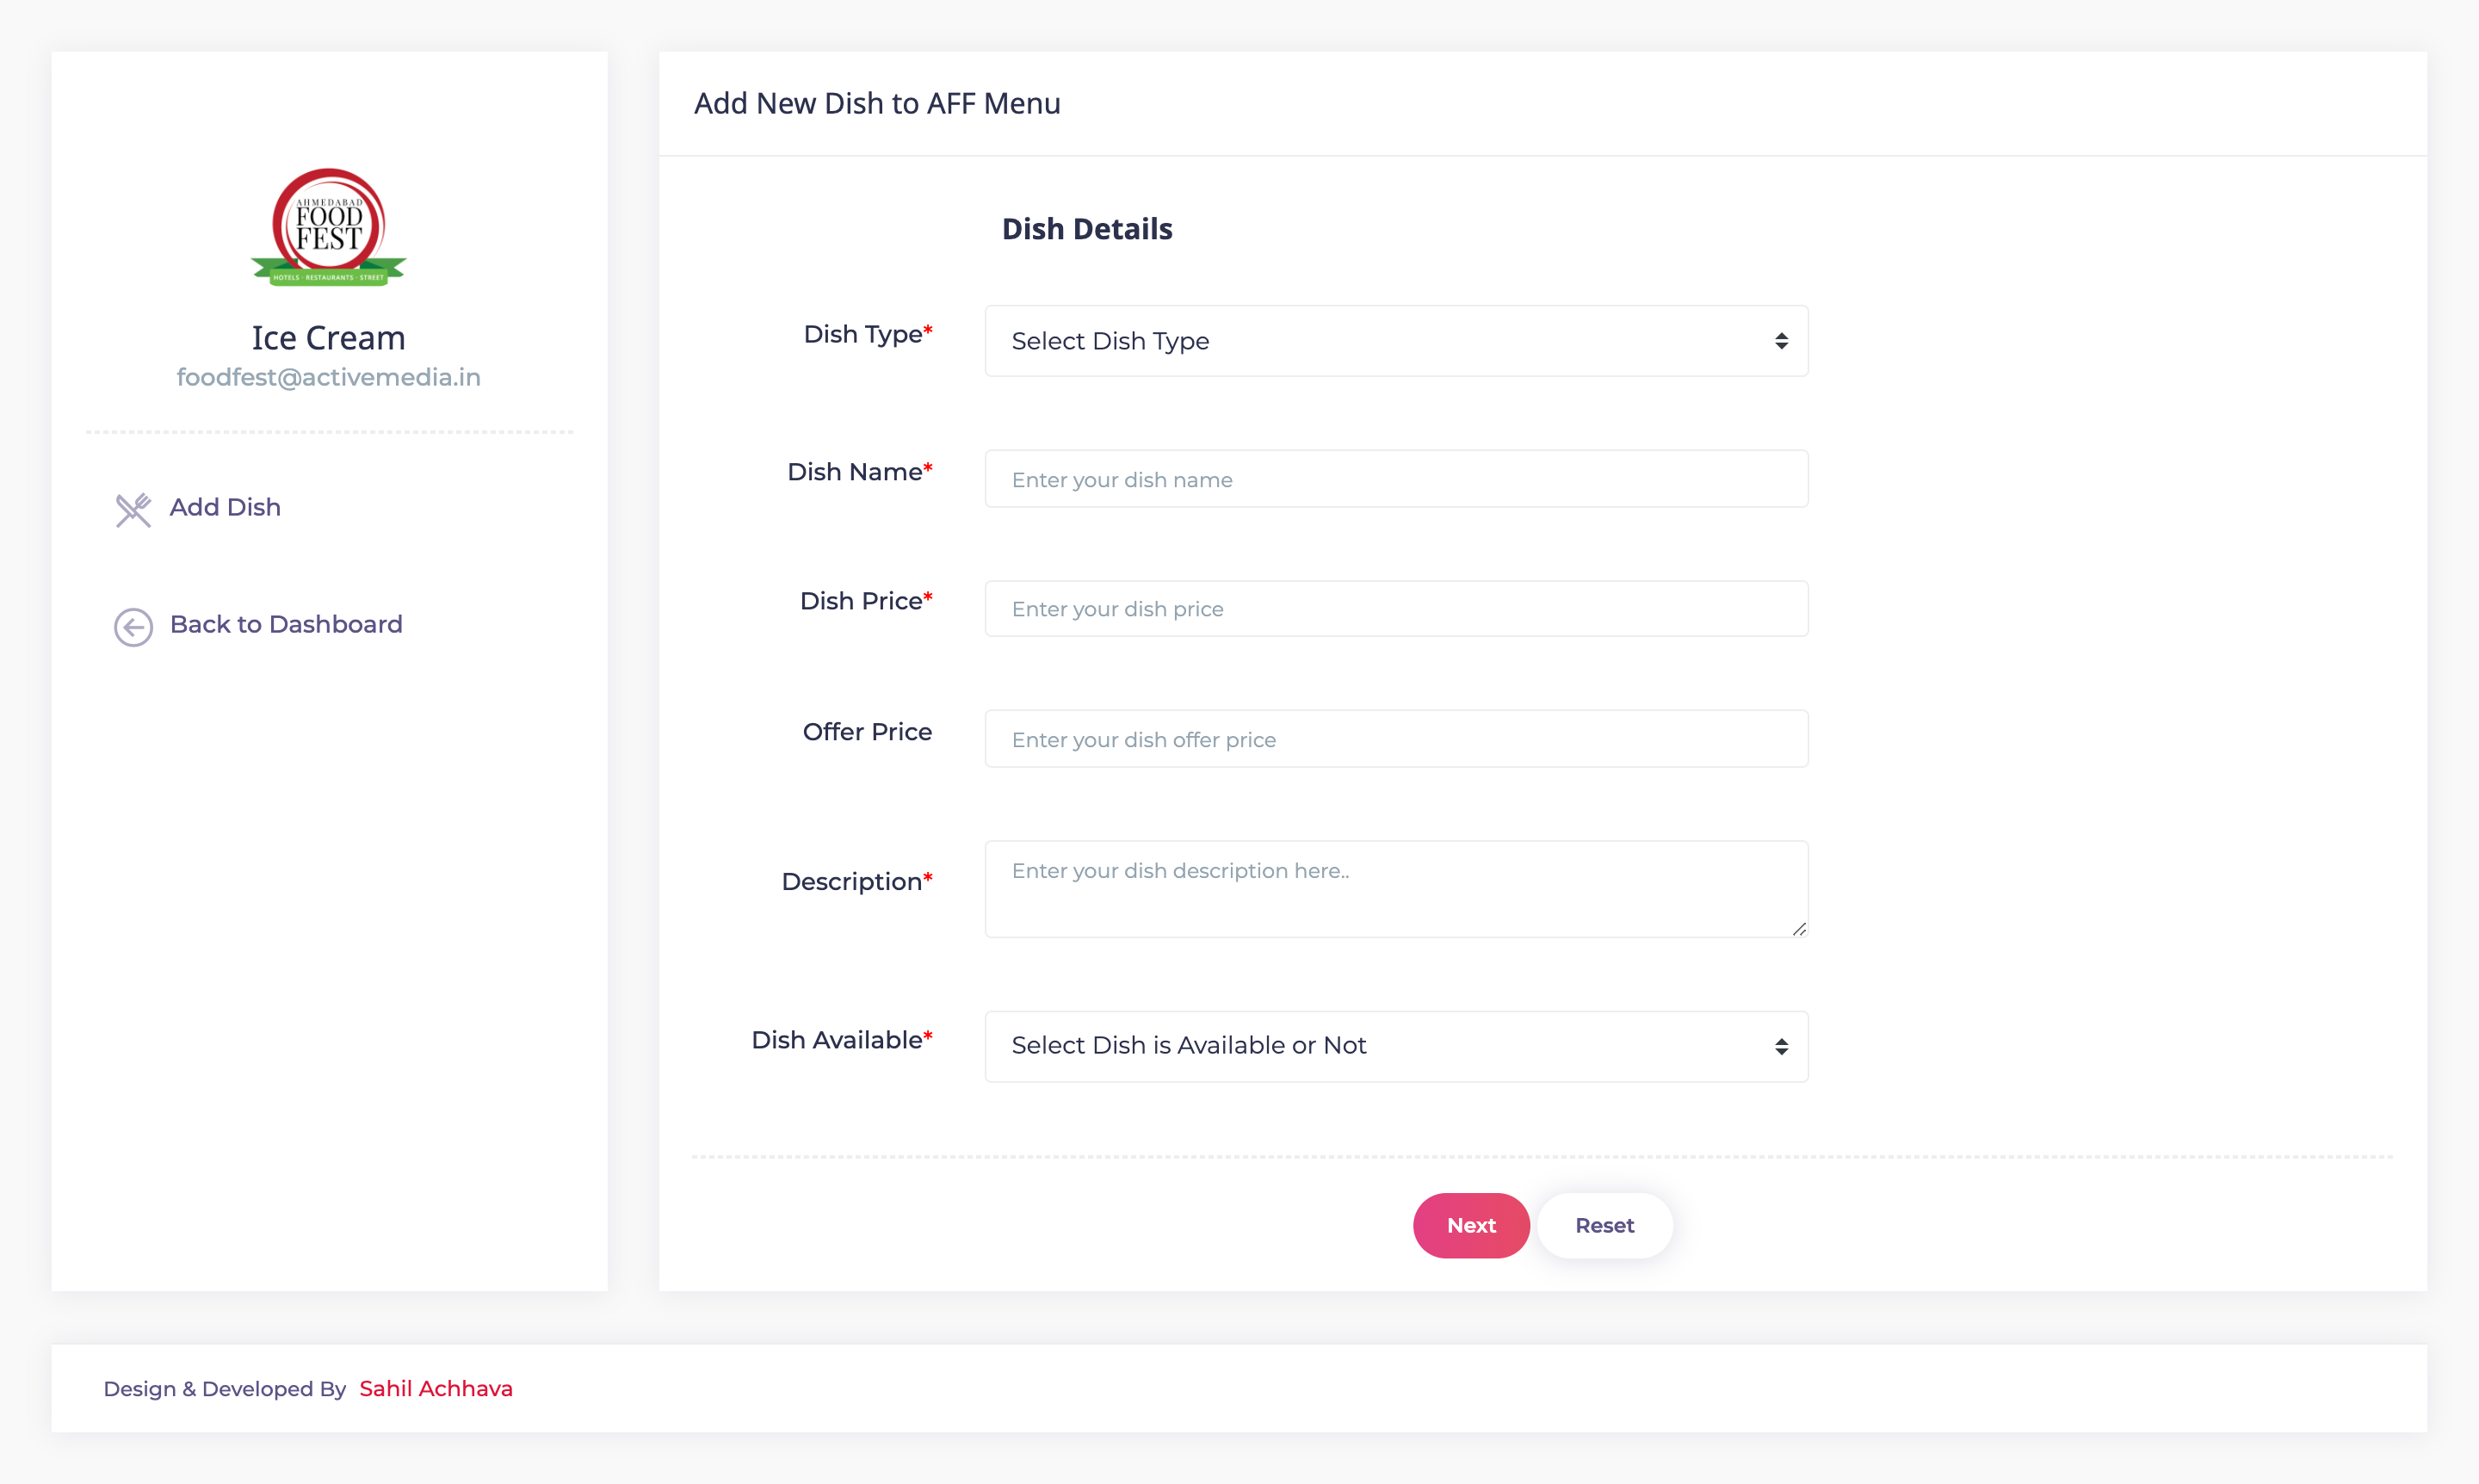 AHMEDABAD
FOOD
FEST
HOTELS - RESTAURANTS - STREET
Ice Cream
foodfest@activemedia.in
Add Dish
Back to Dashboard
Add New Dish to AFF Menu
Dish Details
Dish Type*
Select Dish Type
Dish Name*
Enter your dish name
Dish Price*
Enter your dish price
Offer Price
Enter your dish offer price
Description*
Enter your dish description here..
Dish Available*
Select Dish is Available or Not
Next
Reset
Design & Developed By Sahil Achhava